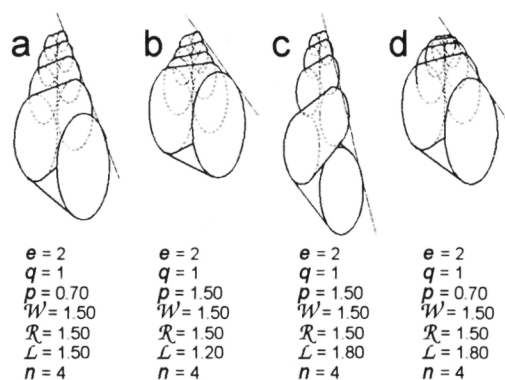 a b c d
e = 2 e = 2 e = 2 e = 2
q = 1 q = 1 q = 1 q = 1
p = 0.70 p = 1.50 p = 1.50 p = 0.70
W = 1.50 W = 1.50 W = 1.50 W = 1.50
R = 1.50 R = 1.50 R = 1.50 R = 1.50
L = 1.50 L = 1.20 L = 1.80 L = 1.80
n = 4 n = 4 n = 4 n = 4